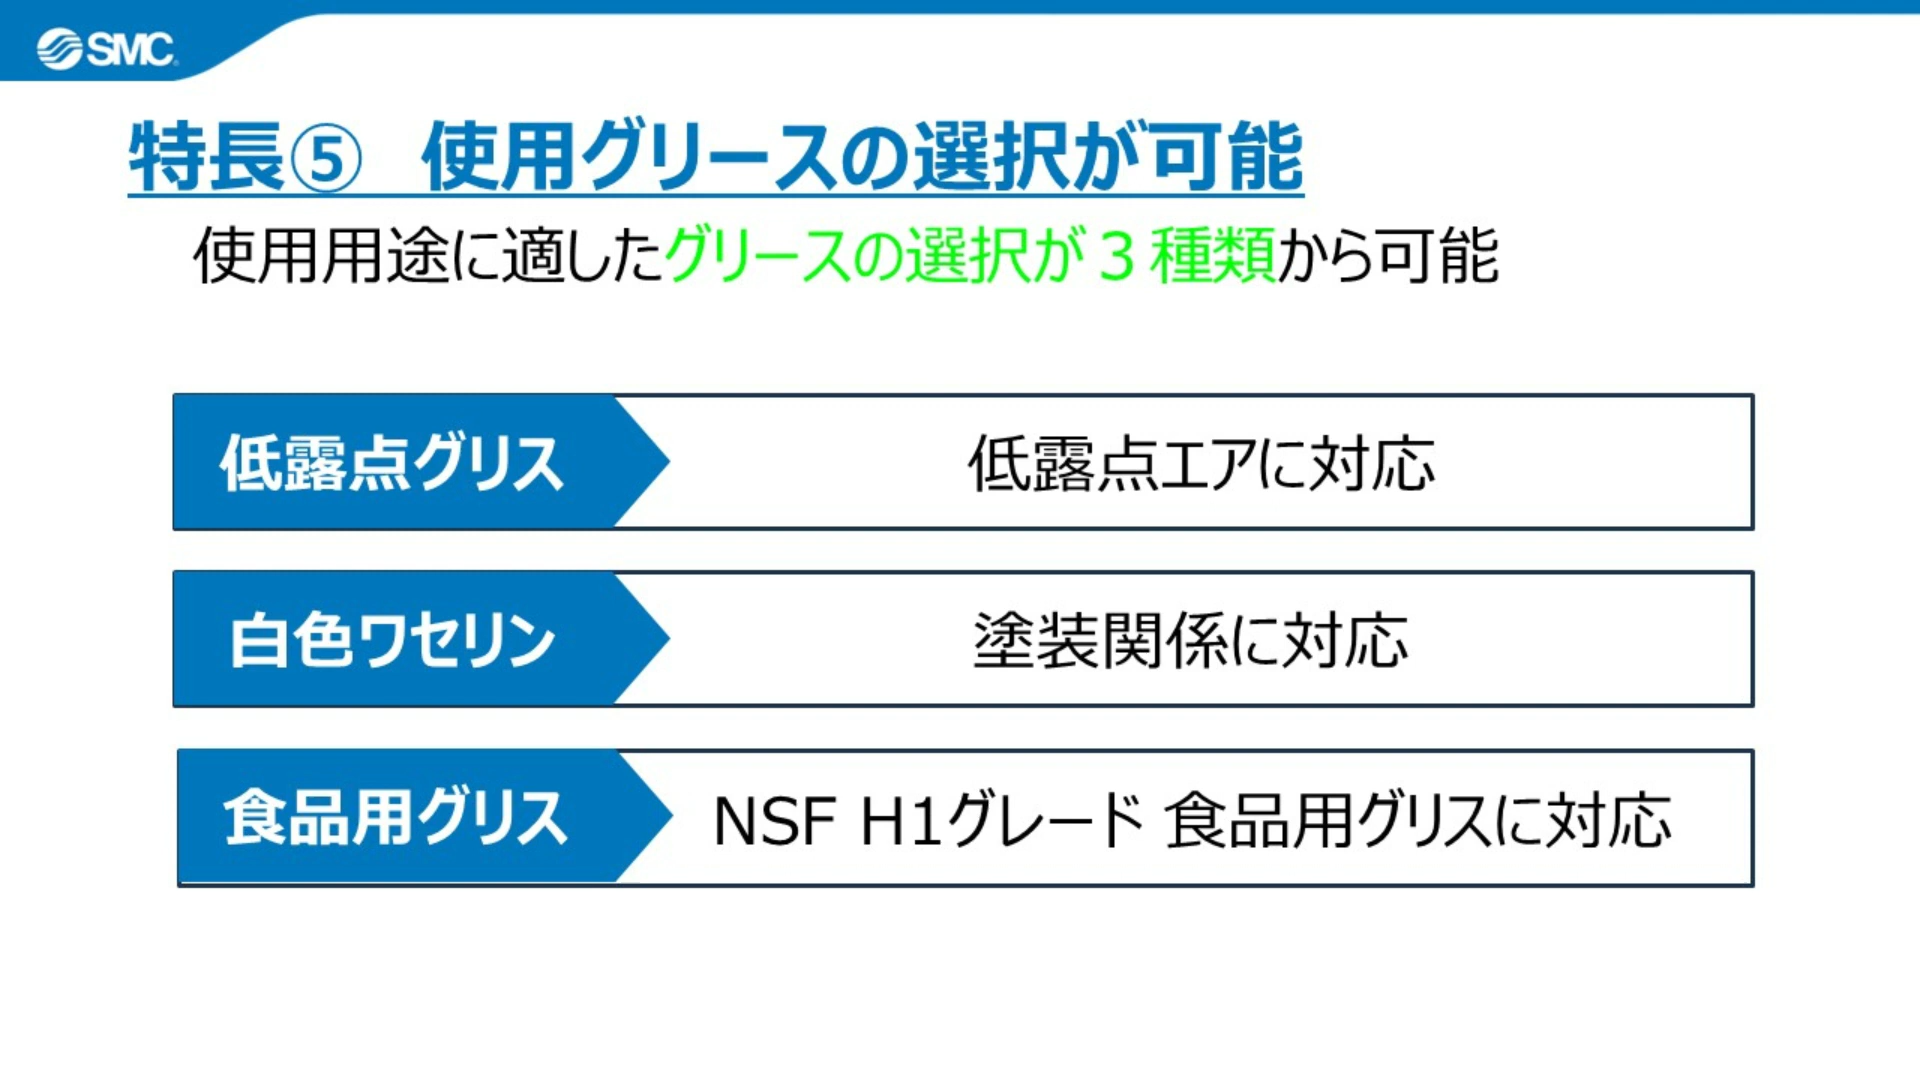 SMC
特長⑤　使用グリースの選択が可能
使用用途に適したグリースの選択が３種類から可能
低露点グリス
低露点エアに対応
白色ワセリン
塗装関係に対応
食品用グリス
NSF H1グレード 食品用グリスに対応